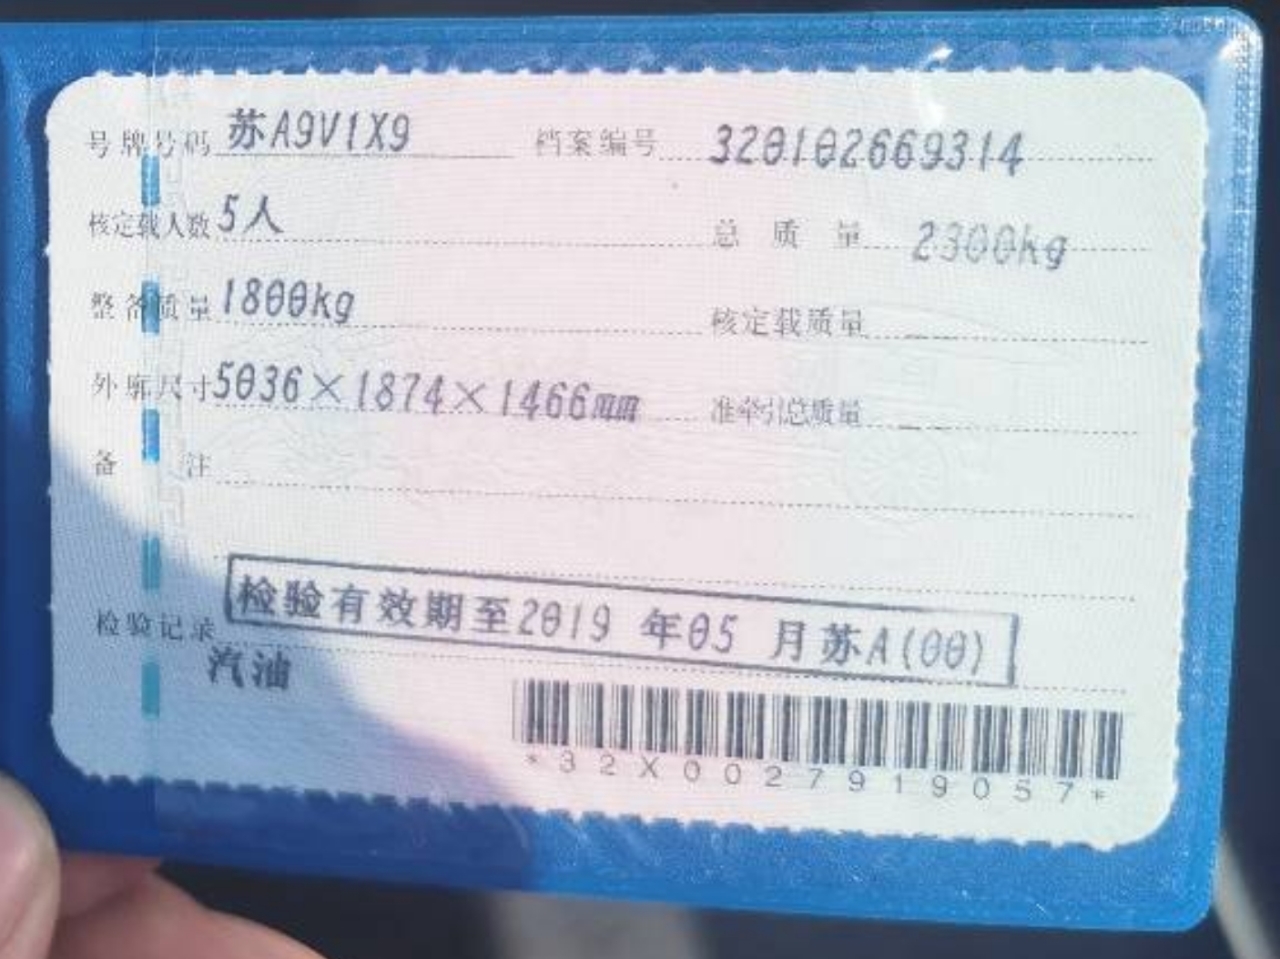 号牌号码 苏A9V1X9 档案编号 320102669314
核定载人数 5人 总质量 2300kg
整备质量 1800kg 核定载质量
外廓尺寸 5036×1874×1466mm 准牵引总质量
备注
检验记录 检验有效期至2019 年05 月苏A(00)
汽油
*32X0027919057*